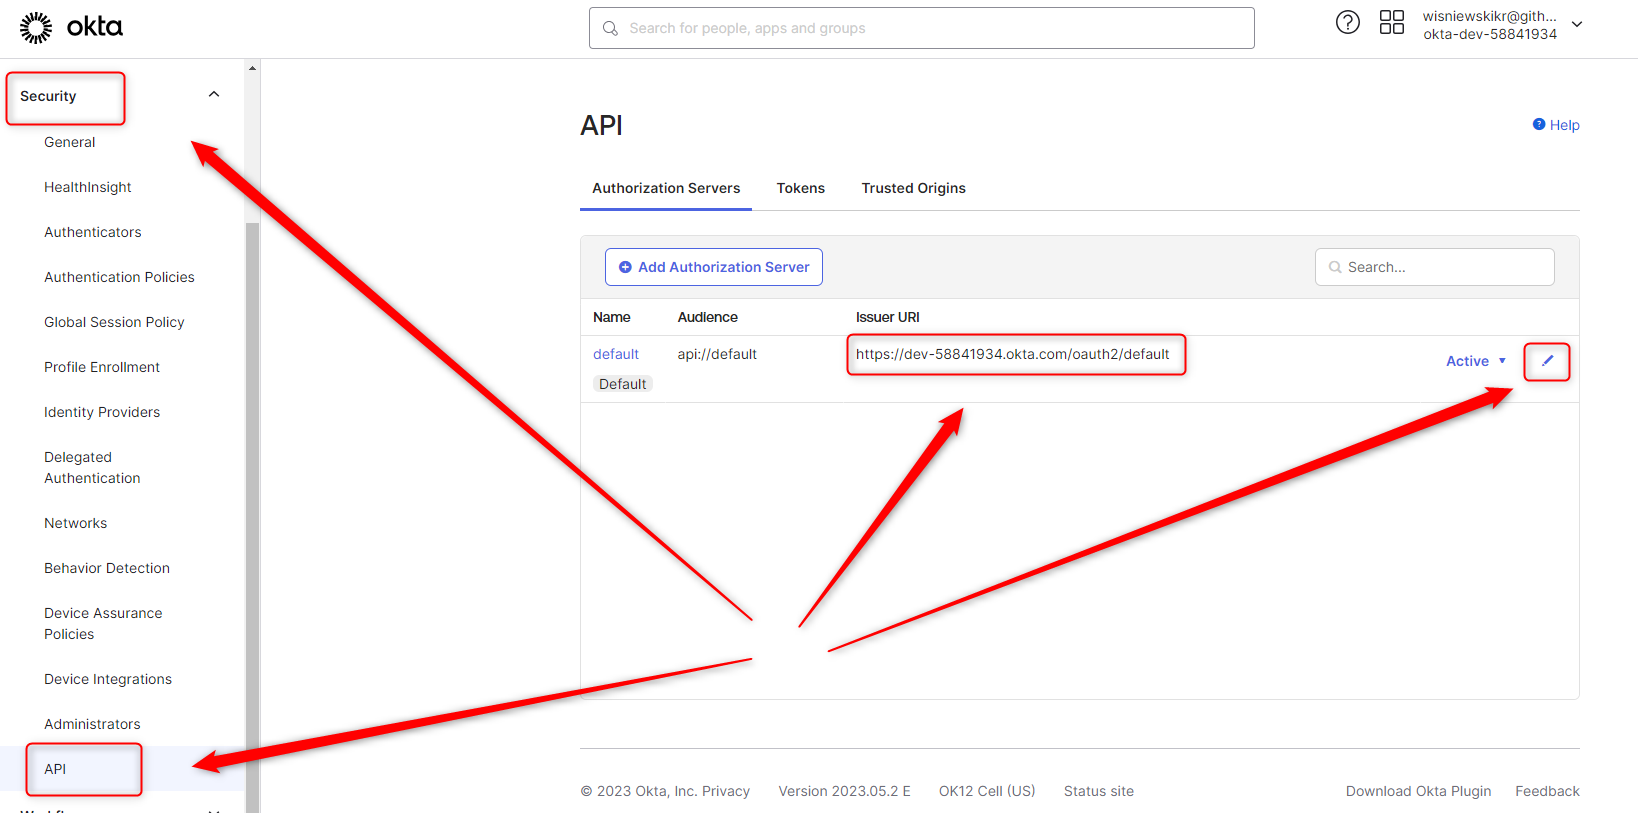 okta
Search for people, apps and groups
wisniewskikr@gith...
okta-dev-58841934
Security
General
HealthInsight
Authenticators
Authentication Policies
Global Session Policy
Profile Enrollment
Identity Providers
Delegated
Authentication
Networks
Behavior Detection
Device Assurance
Policies
Device Integrations
Administrators
API
API
Help
Authorization Servers Tokens Trusted Origins
Add Authorization Server
Search...
Name Audience Issuer URI
default api://default https://dev-58841934.okta.com/oauth2/default Active
Default
© 2023 Okta, Inc. Privacy Version 2023.05.2 E OK12 Cell (US) Status site Download Okta Plugin Feedback